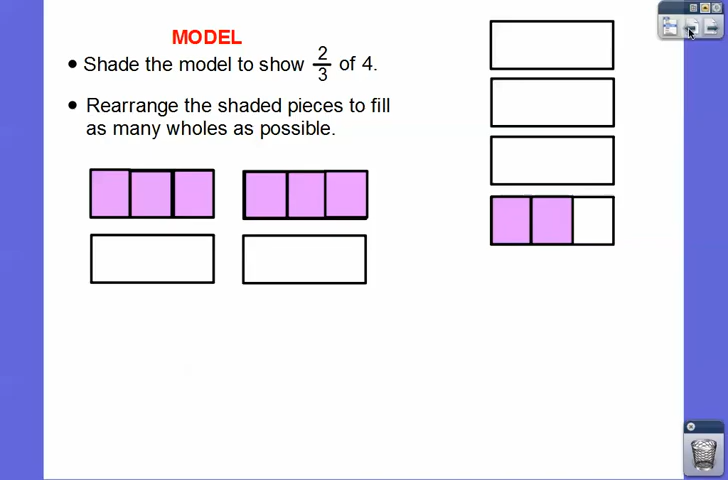 MODEL
• Shade the model to show 2/3 of 4.
• Rearrange the shaded pieces to fill
as many wholes as possible.